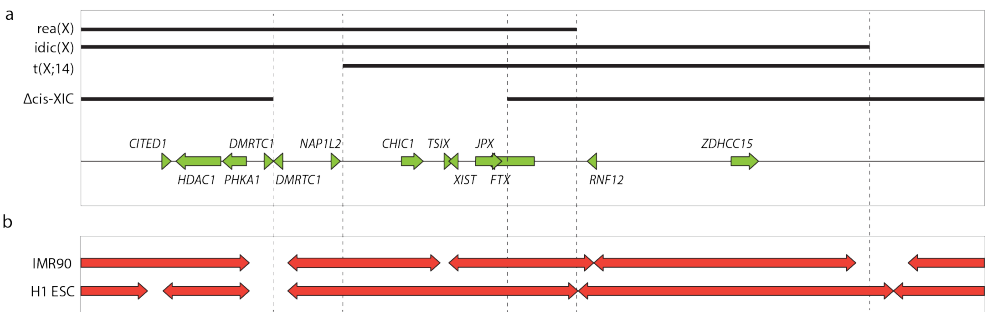 a
rea(X)
idic(X)
t(X;14)
Δcis-XIC
CITED1 DMRTC1 NAP1L2 CHIC1 TSIX JPX ZDHHC15
HDAC1 PHKA1 DMRTC1 XIST FTX RNF12
b
IMR90
H1 ESC